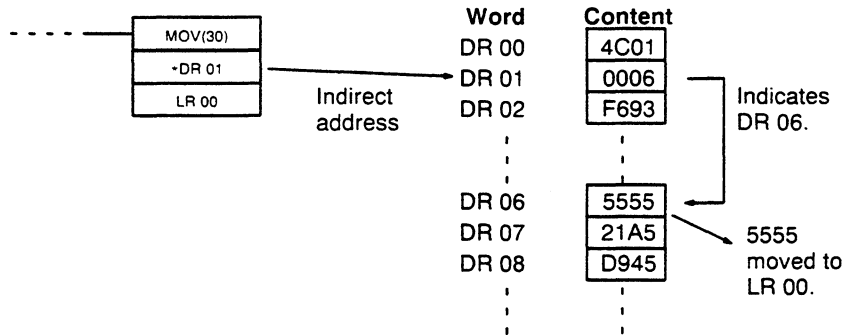 Word Content
MOV(30)
*DR 01
LR 00
Indirect
address
DR 00 4C01
DR 01 0006
DR 02 F693
Indicates
DR 06.
DR 06 5555
DR 07 21A5
DR 08 D945
5555
moved to
LR 00.